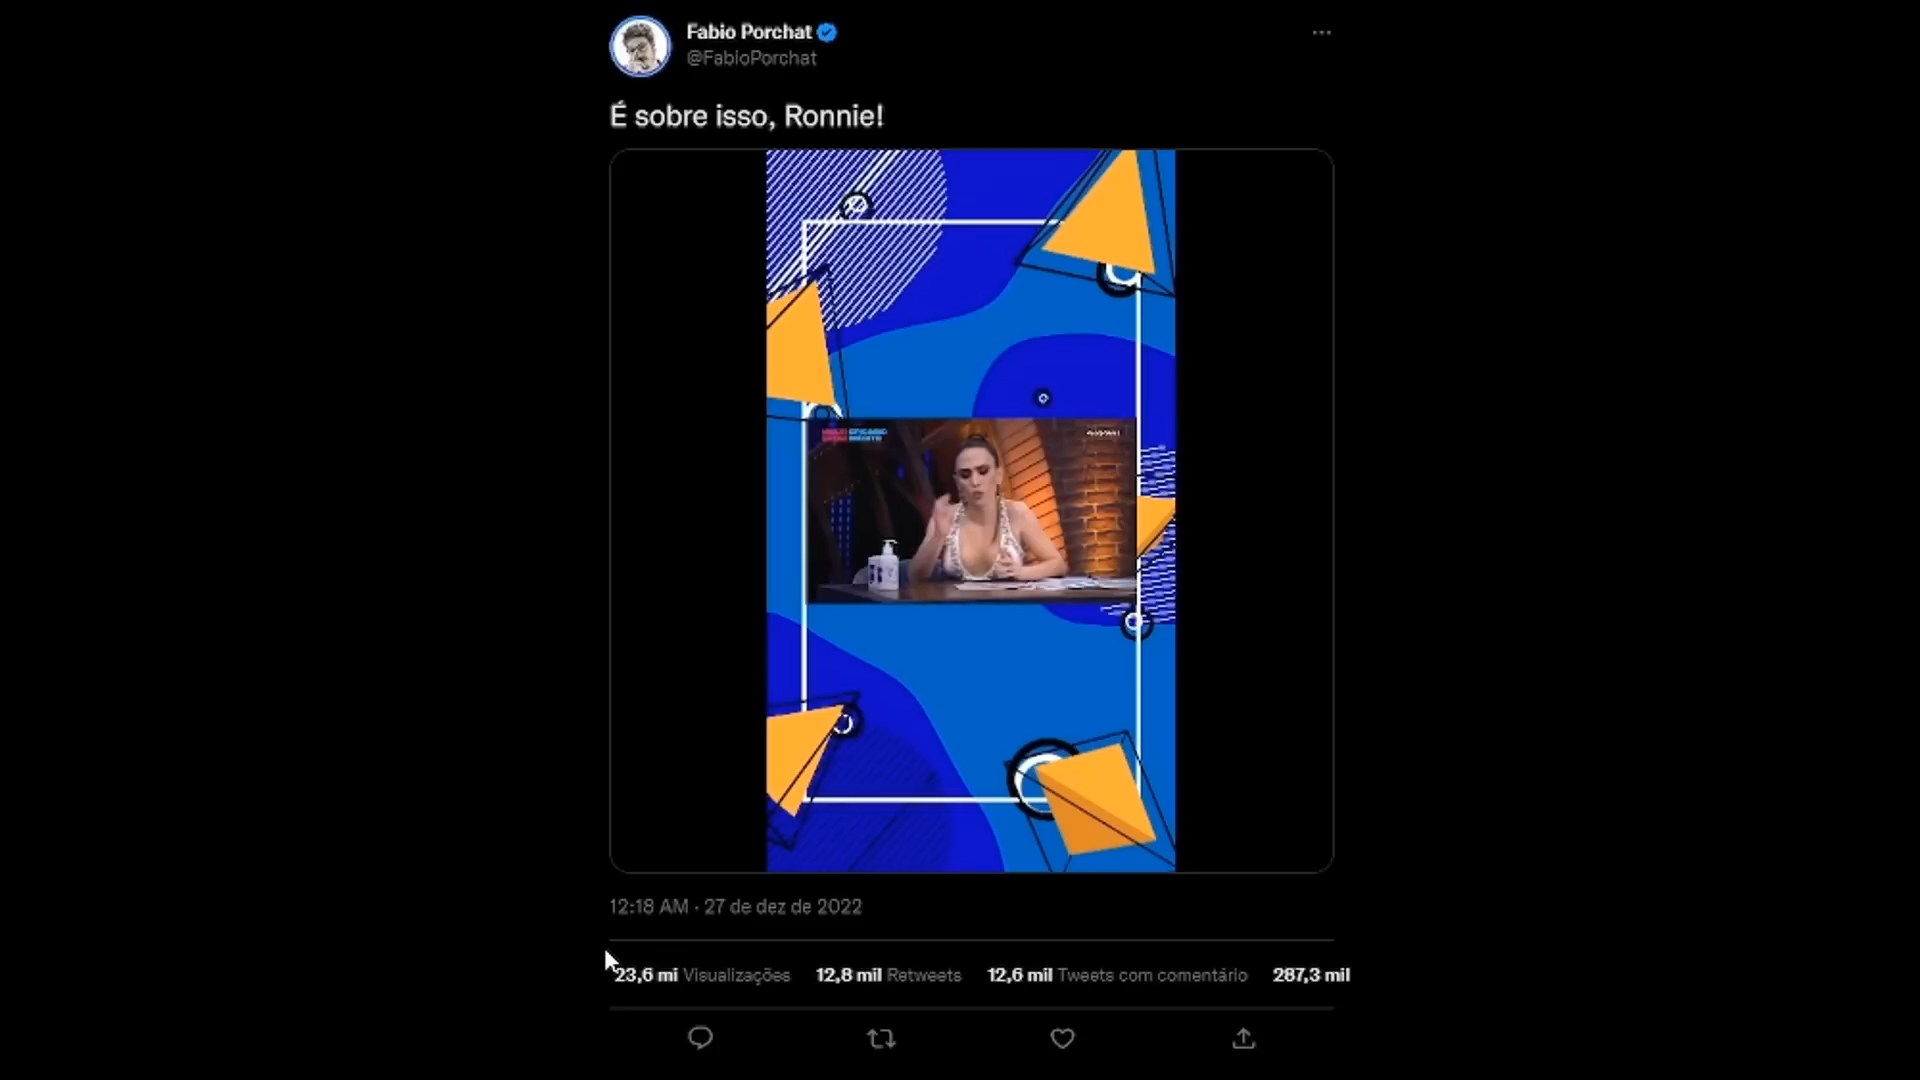 Fabio Porchat
@FabioPorchat
É sobre isso, Ronnie!
12:18 AM · 27 de dez de 2022
23,6 mi Visualizações 12,8 mil Retweets 12,6 mil Tweets com comentário 287,3 mil